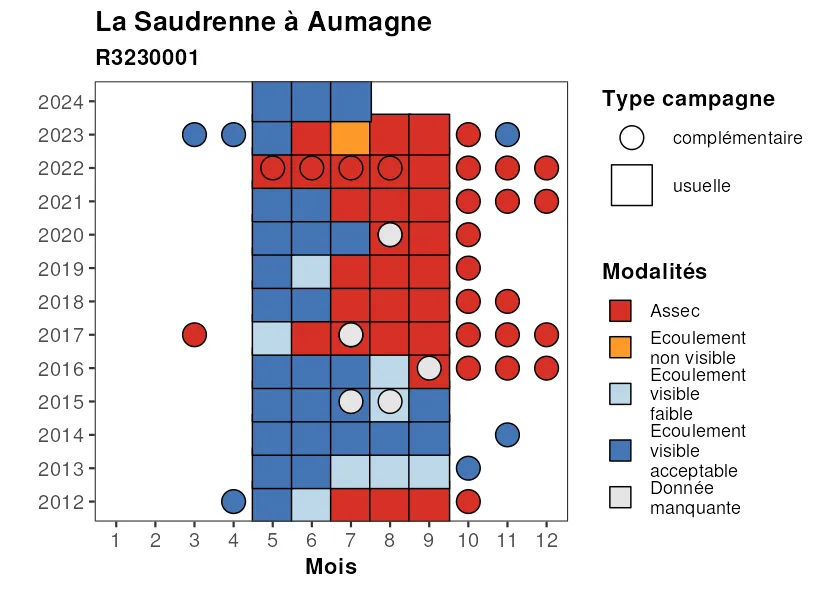 La Saudrenne à Aumagne
R3230001
2024
2023
2022
2021
2020
2019
2018
2017
2016
2015
2014
2013
2012
1 2 3 4 5 6 7 8 9 10 11 12
Mois
Type campagne
complémentaire
usuelle
Modalités
Assec
Ecoulement
non visible
Ecoulement
visible
faible
Ecoulement
visible
acceptable
Donnée
manquante